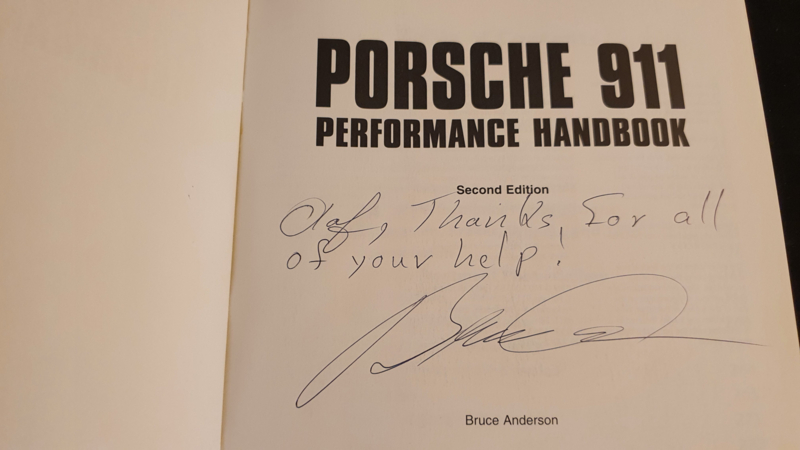 PORSCHE 911
PERFORMANCE HANDBOOK
Second Edition
Olaf, Thanks, for all
of your help!
Bruce Anderson